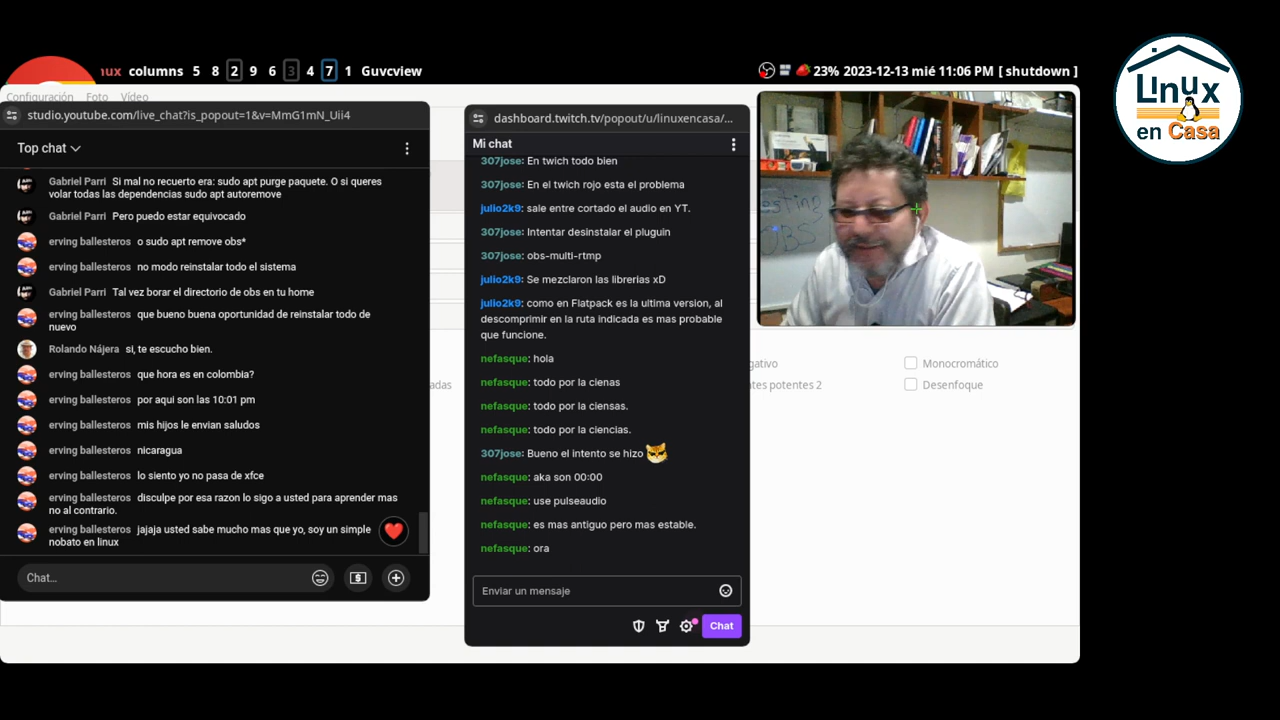 ux columns 5 8 2 9 6 3 4 7 1 Guvcview
23% 2023-12-13 mié 11:06 PM [ shutdown ]
Linux
en Casa
Configuración Foto Vídeo
studio.youtube.com/live_chat?is_popout=1&v=MmG1mN_Uii4
Top chat
Gabriel Parri Si mal no recuerto era: sudo apt purge paquete. O si queres
volar todas las dependencias sudo apt autoremove
Gabriel Parri Pero puedo estar equivocado
erving ballesteros o sudo apt remove obs*
erving ballesteros no modo reinstalar todo el sistema
Gabriel Parri Tal vez borar el directorio de obs en tu home
erving ballesteros que bueno buena oportunidad de reinstalar todo de
nuevo
Rolando Nájera si, te escucho bien.
erving ballesteros que hora es en colombia?
erving ballesteros por aqui son las 10:01 pm
erving ballesteros mis hijos le envian saludos
erving ballesteros nicaragua
erving ballesteros lo siento yo no pasa de xfce
erving ballesteros disculpe por esa razon lo sigo a usted para aprender mas
no al contrario.
erving ballesteros jajaja usted sabe mucho mas que yo, soy un simple
nobato en linux
Chat...
dashboard.twitch.tv/popout/u/linuxencasa/...
Mi chat
307jose: En twich todo bien
307jose: En el twich rojo esta el problema
julio2k9: sale entre cortado el audio en YT.
307jose: Intentar desinstalar el pluguin
307jose: obs-multi-rtmp
julio2k9: Se mezclaron las librerias xD
julio2k9: como en Flatpack es la ultima version, al
descomprimir en la ruta indicada es mas probable
que funcione.
nefasque: hola
nefasque: todo por la cienas
nefasque: todo por la ciensas.
nefasque: todo por la ciencias.
307jose: Bueno el intento se hizo
nefasque: aka son 00:00
nefasque: use pulseaudio
nefasque: es mas antiguo pero mas estable.
nefasque: ora
Enviar un mensaje
Chat
adas
gativo
Monocromático
tes potentes 2
Desenfoque
esting
OBS